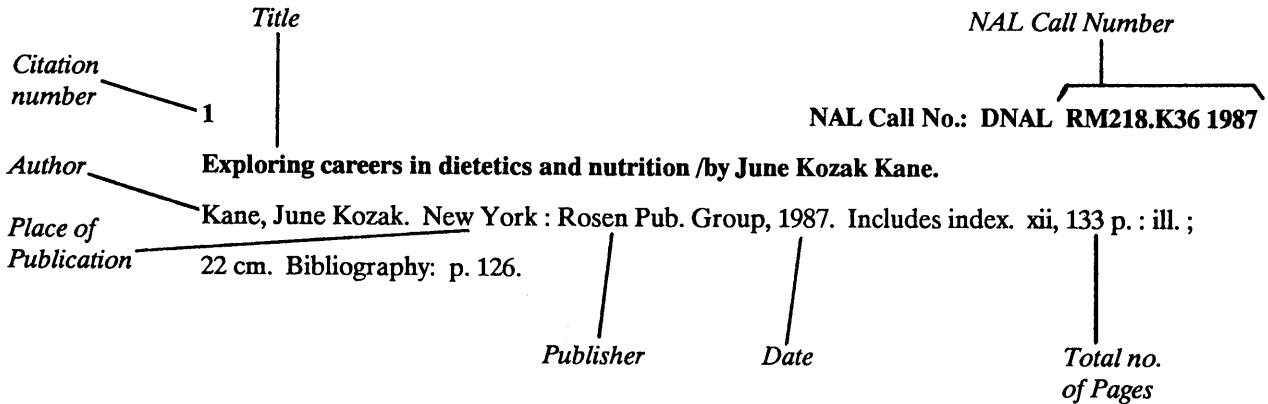 Title
NAL Call Number
Citation
number
1
NAL Call No.: DNAL RM218.K36 1987
Exploring careers in dietetics and nutrition /by June Kozak Kane.
Author
Kane, June Kozak. New York : Rosen Pub. Group, 1987. Includes index. xii, 133 p. : ill. ;
Place of
Publication
22 cm. Bibliography: p. 126.
Publisher
Date
Total no.
of Pages